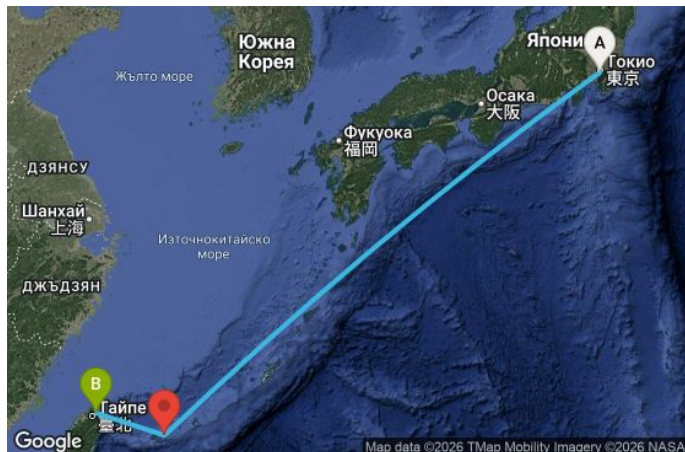 Южна
Корея
Япони
A
Токио
東京
Жълто море
Осака
大阪
Фукуока
福岡
ДЗЯНСУ
Шанхай
上海
Източнокитайско
море
ДЖЪДЗЯН
B
Тайпе
臺北
Google
Map data ©2026 TMap Mobility Imagery ©2026 NASA